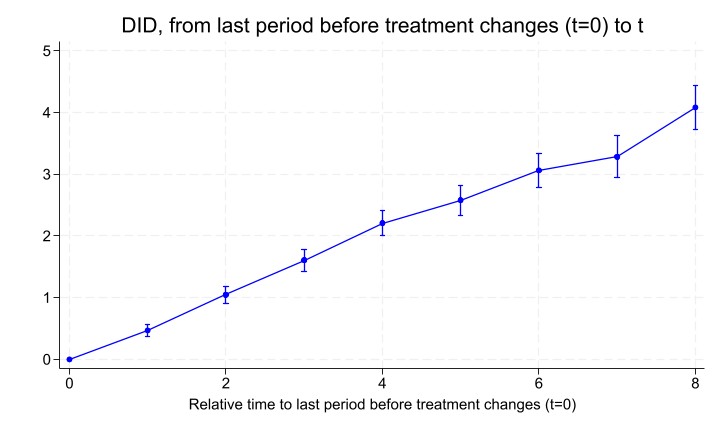 DID, from last period before treatment changes (t=0) to t
5
4
3
2
1
0
0 2 4 6 8
Relative time to last period before treatment changes (t=0)